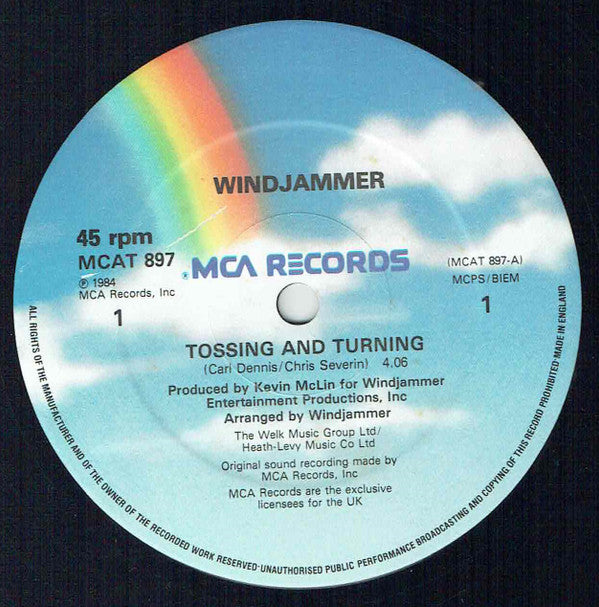 WINDJAMMER
45 rpm
MCAT 897
℗ 1984
MCA Records, Inc
1
MCA RECORDS
(MCAT 897-A)
MCPS/BIEM
1
TOSSING AND TURNING
(Carl Dennis/Chris Severin) 4.06
Produced by Kevin McLin for Windjammer
Entertainment Productions, Inc
Arranged by Windjammer
The Welk Music Group Ltd/
Heath-Levy Music Co Ltd
Original sound recording made by
MCA Records, Inc
MCA Records are the exclusive
licensees for the UK
ALL RIGHTS OF THE MANUFACTURER AND OF THE OWNER OF THE RECORDED WORK RESERVED·UNAUTHORISED PUBLIC PERFORMANCE BROADCASTING AND COPYING OF THIS RECORD PROHIBITED·MADE IN ENGLAND